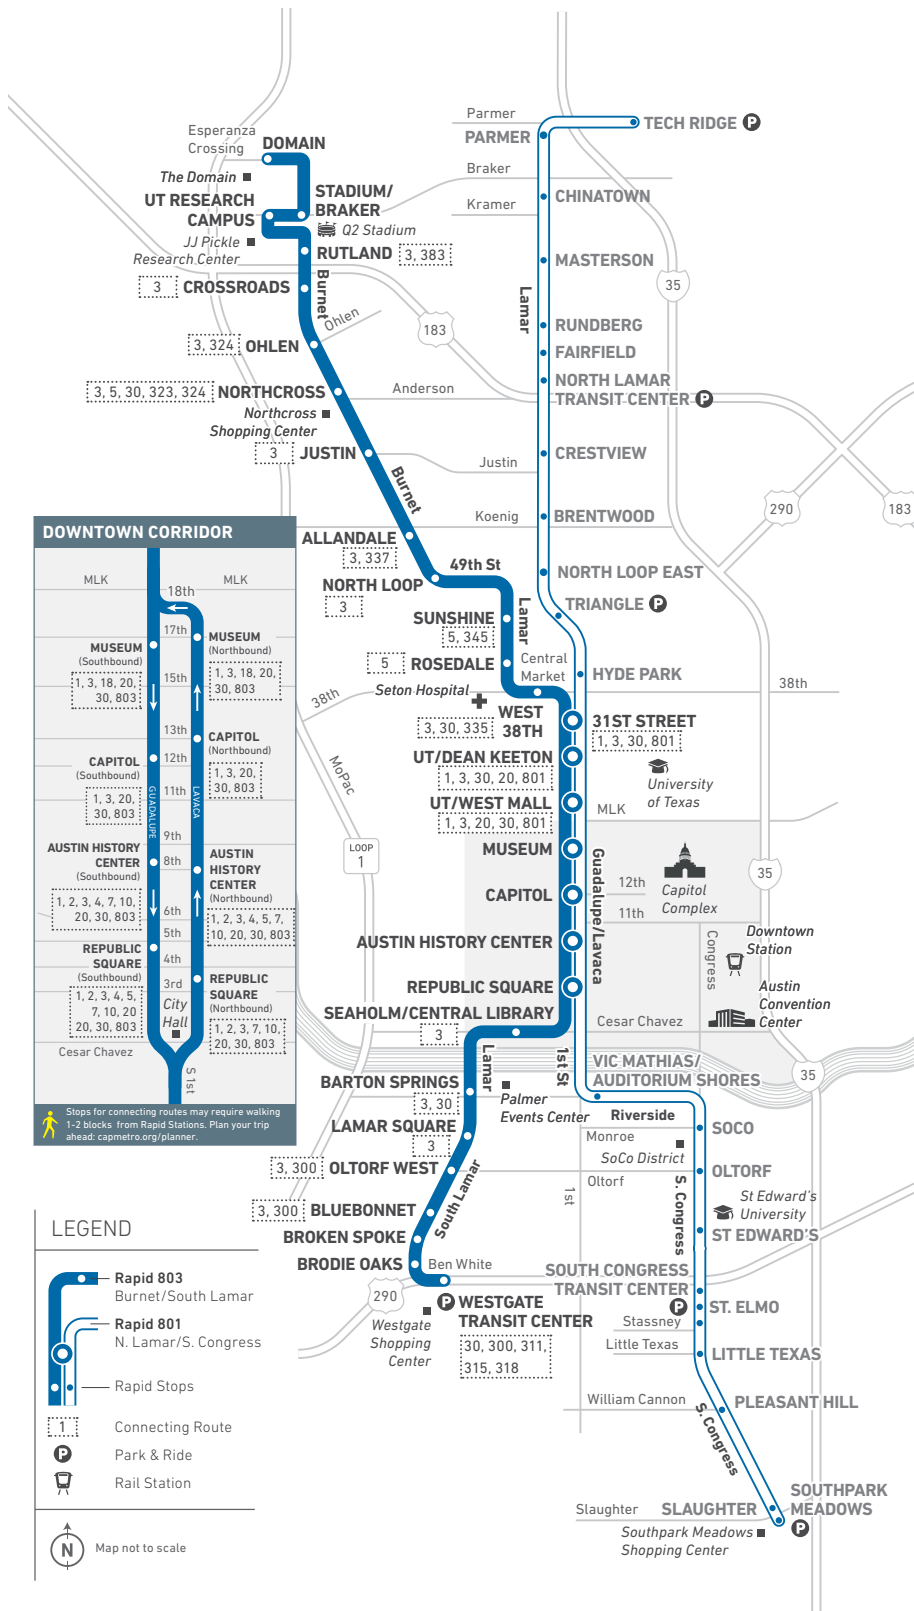 Parmer
TECH RIDGE P
PARMER
Esperanza
Crossing
DOMAIN
The Domain
Braker
STADIUM/
BRAKER
UT RESEARCH
CAMPUS
CHINATOWN
Kramer
Q2 Stadium
JJ Pickle
Research Center
RUTLAND 3, 383
MASTERSON
3 CROSSROADS
Burnet
Lamar
35
Ohlen
183
RUNDBERG
3, 324 OHLEN
FAIRFIELD
3, 5, 30, 323, 324 NORTHCROSS
Anderson
NORTH LAMAR
TRANSIT CENTER P
Northcross
Shopping Center
3 JUSTIN
Justin
CRESTVIEW
Burnet
290
183
Koenig
BRENTWOOD
ALLANDALE
3, 337
49th St
NORTH LOOP
3
NORTH LOOP EAST
TRIANGLE P
Lamar
SUNSHINE
5, 345
5 ROSEDALE
Central
Market
HYDE PARK
38th
Seton Hospital
38th
WEST
38TH
3, 30, 335
31ST STREET
1, 3, 30, 801
UT/DEAN KEETON
1, 3, 30, 20, 801
University
of Texas
MoPac
UT/WEST MALL
1, 3, 20, 30, 801
MLK
LOOP
1
MUSEUM
Guadalupe/Lavaca
CAPITOL
12th
11th
Capitol
Complex
35
AUSTIN HISTORY CENTER
Congress
Downtown
Station
REPUBLIC SQUARE
Austin
Convention
Center
SEAHOLM/CENTRAL LIBRARY
3
Cesar Chavez
Lamar
1st St
VIC MATHIAS/
AUDITORIUM SHORES
35
BARTON SPRINGS
3, 30
Palmer
Events Center
Riverside
LAMAR SQUARE
3
Monroe
SoCo District
SOCO
3, 300 OLTORF WEST
Oltorf
OLTORF
1st
South Lamar
S. Congress
St Edward's
University
3, 300 BLUEBONNET
BROKEN SPOKE
ST EDWARD'S
BRODIE OAKS
Ben White
SOUTH CONGRESS
TRANSIT CENTER
P
290
P WESTGATE
TRANSIT CENTER
30, 300, 311,
315, 318
Westgate
Shopping
Center
ST. ELMO
Stassney
Little Texas
LITTLE TEXAS
William Cannon
PLEASANT HILL
S. Congress
Slaughter
SLAUGHTER
SOUTHPARK
MEADOWS
P
Southpark Meadows
Shopping Center
DOWNTOWN CORRIDOR
MLK
MLK
18th
17th
MUSEUM
(Southbound)
1, 3, 18, 20,
30, 803
MUSEUM
(Northbound)
1, 3, 18, 20,
30, 803
15th
13th
CAPITOL
(Southbound)
1, 3, 20,
30, 803
12th
CAPITOL
(Northbound)
1, 3, 20,
30, 803
11th
GUADALUPE
LAVACA
9th
AUSTIN HISTORY
CENTER
(Southbound)
1, 2, 3, 4, 7, 10,
20, 30, 803
8th
AUSTIN
HISTORY
CENTER
(Northbound)
1, 2, 3, 4, 5, 7,
10, 20, 30, 803
6th
5th
REPUBLIC
SQUARE
(Southbound)
1, 2, 3, 4, 5,
7, 10, 20
20, 30, 803
4th
3rd
REPUBLIC
SQUARE
(Northbound)
1, 2, 3, 7, 10,
20, 30, 803
City
Hall
Cesar Chavez
S 1st
Stops for connecting routes may require walking
1-2 blocks from Rapid Stations. Plan your trip
ahead: capmetro.org/planner.
LEGEND
Rapid 803
Burnet/South Lamar
Rapid 801
N. Lamar/S. Congress
Rapid Stops
1 Connecting Route
P Park & Ride
Rail Station
N Map not to scale